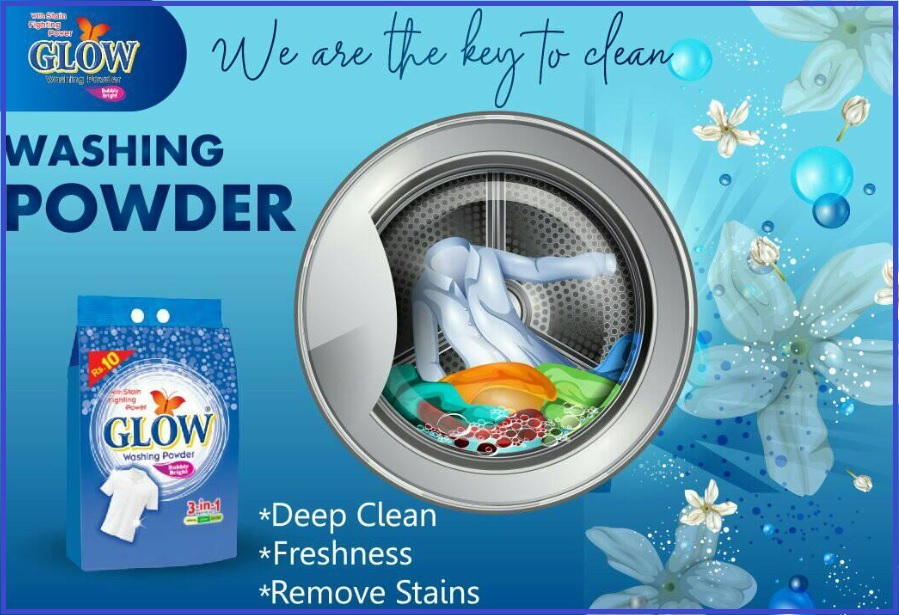 With Stain
Fighting
Power
GLOW
Washing Powder
Bubbly
Bright
We are the key to clean
WASHING
POWDER
Rs.10
With Stain
Fighting
Power
GLOW®
Washing Powder
Bubbly
Bright
3-in-1
*Deep Clean
*Freshness
*Remove Stains